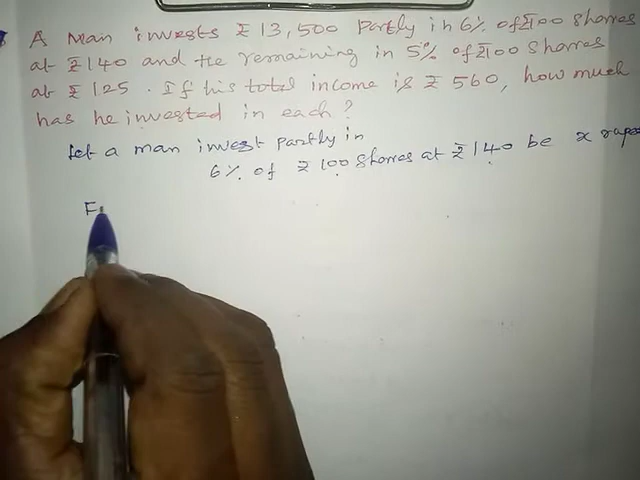 A Man invests ₹ 13,500 Partly in 6% of ₹100 Shares
at ₹140 and the remaining in 5% of ₹100 Shares
at ₹ 125 . If his total income is ₹ 560, how much
has he invested in each ?
Let a man invest partly in
6% of ₹ 100 Shares at ₹ 140 be x
F